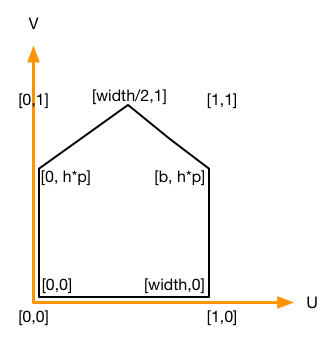 V
[0,1]
[width/2,1]
[1,1]
[0, h*p]
[b, h*p]
[0,0]
[width,0]
U
[0,0]
[1,0]